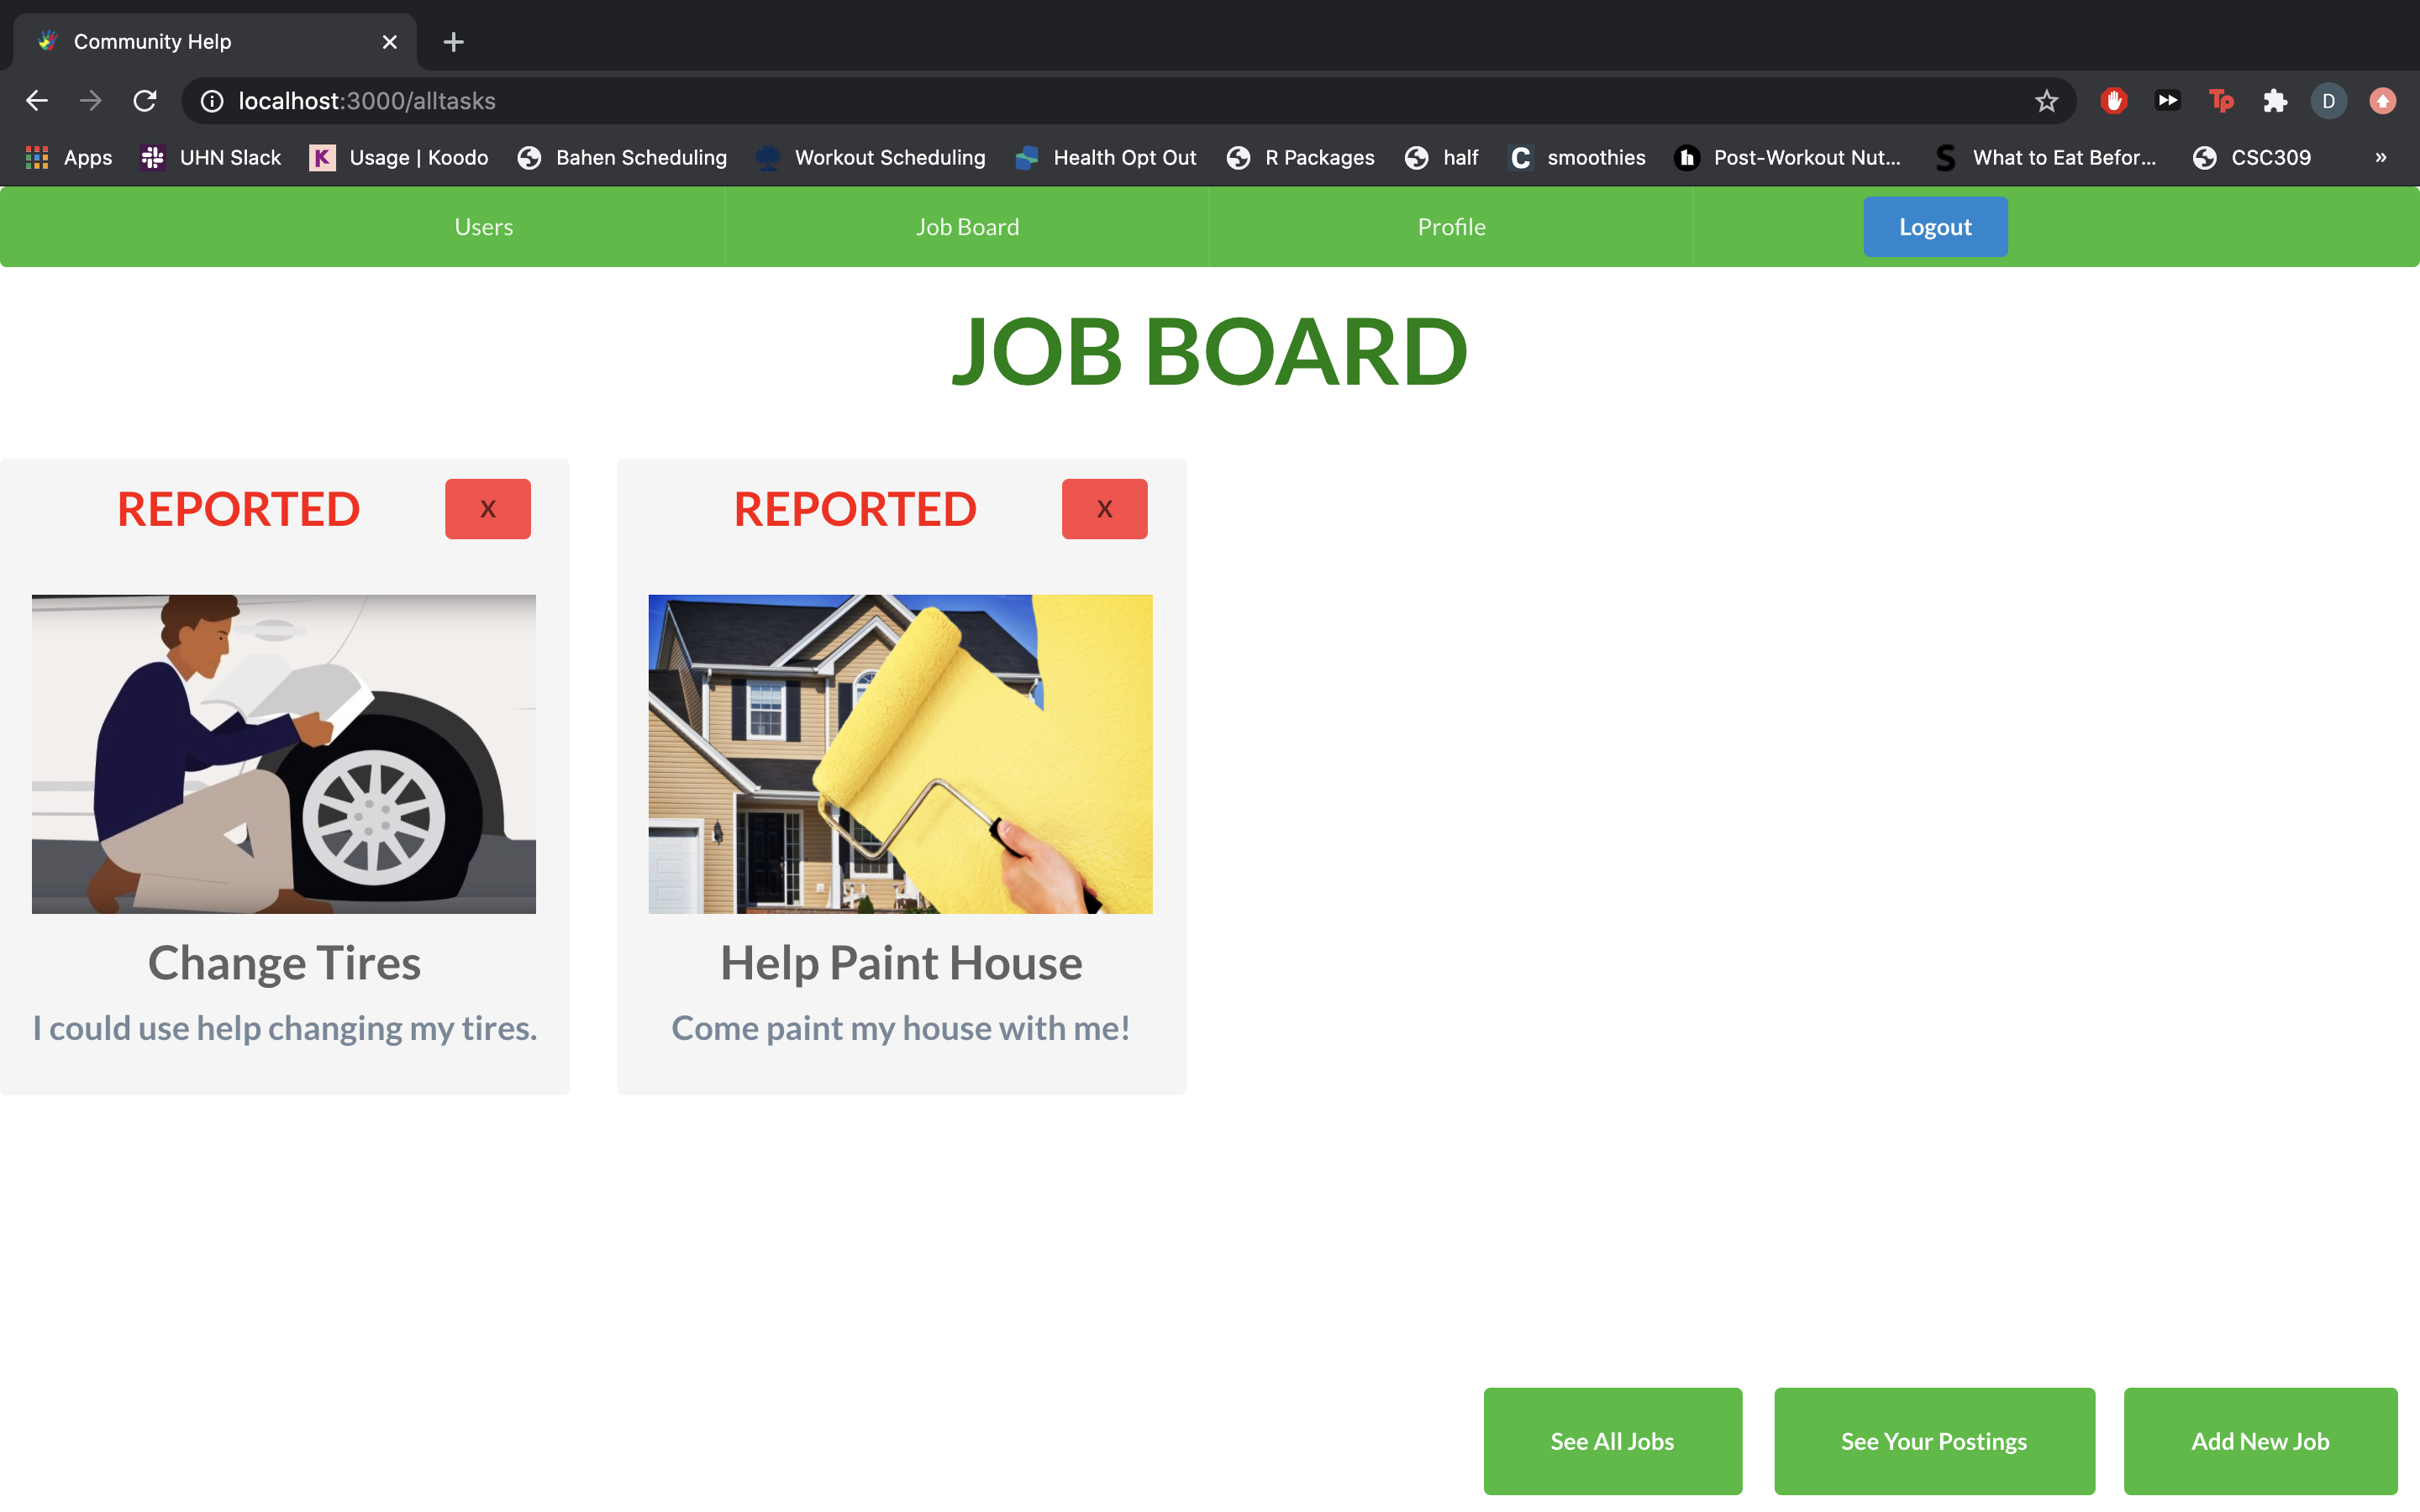 Community Help
localhost:3000/alltasks
D
Apps
UHN Slack
K
Usage | Koodo
Bahen Scheduling
Workout Scheduling
Health Opt Out
R Packages
half
C
smoothies
h
Post-Workout Nut...
S
What to Eat Befor...
CSC309
»
Users
Job Board
Profile
Logout
JOB BOARD
REPORTED
X
REPORTED
X
Change Tires
I could use help changing my tires.
Help Paint House
Come paint my house with me!
See All Jobs
See Your Postings
Add New Job